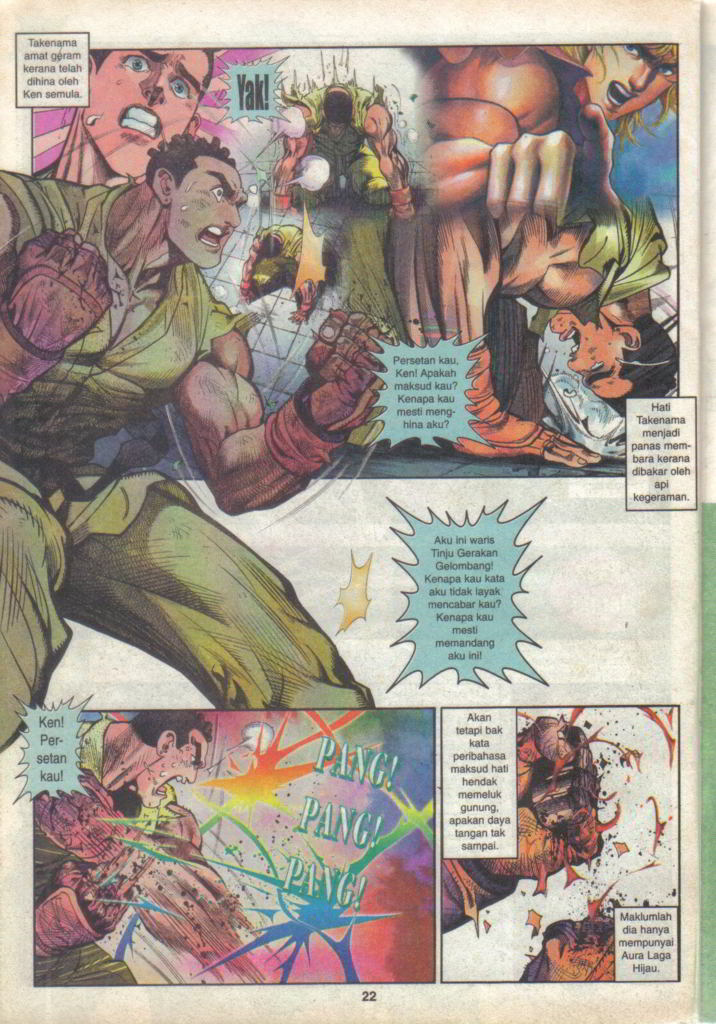 Takenama
amat geram
kerana telah
dihina oleh
Ken semula.
Yak!
Persetan kau,
Ken! Apakah
maksud kau?
Kenapa kau
mesti meng-
hina aku?
Hati
Takenama
menjadi
panas mem-
bara kerana
dibakar oleh
api
kegeraman.
Aku ini waris
Tinju Gerakan
Gelombang!
Kenapa kau kata
aku tidak layak
mencabar kau?
Kenapa kau
mesti
memandang
aku ini!
Ken!
Per-
setan
kau!
PANG!
PANG!
PANG!
Akan
tetapi bak
kata
peribahasa
maksud hati
hendak
memeluk
gunung,
apakan daya
tangan tak
sampai.
Maklumlah
dia hanya
mempunyai
Aura Laga
Hijau.
22